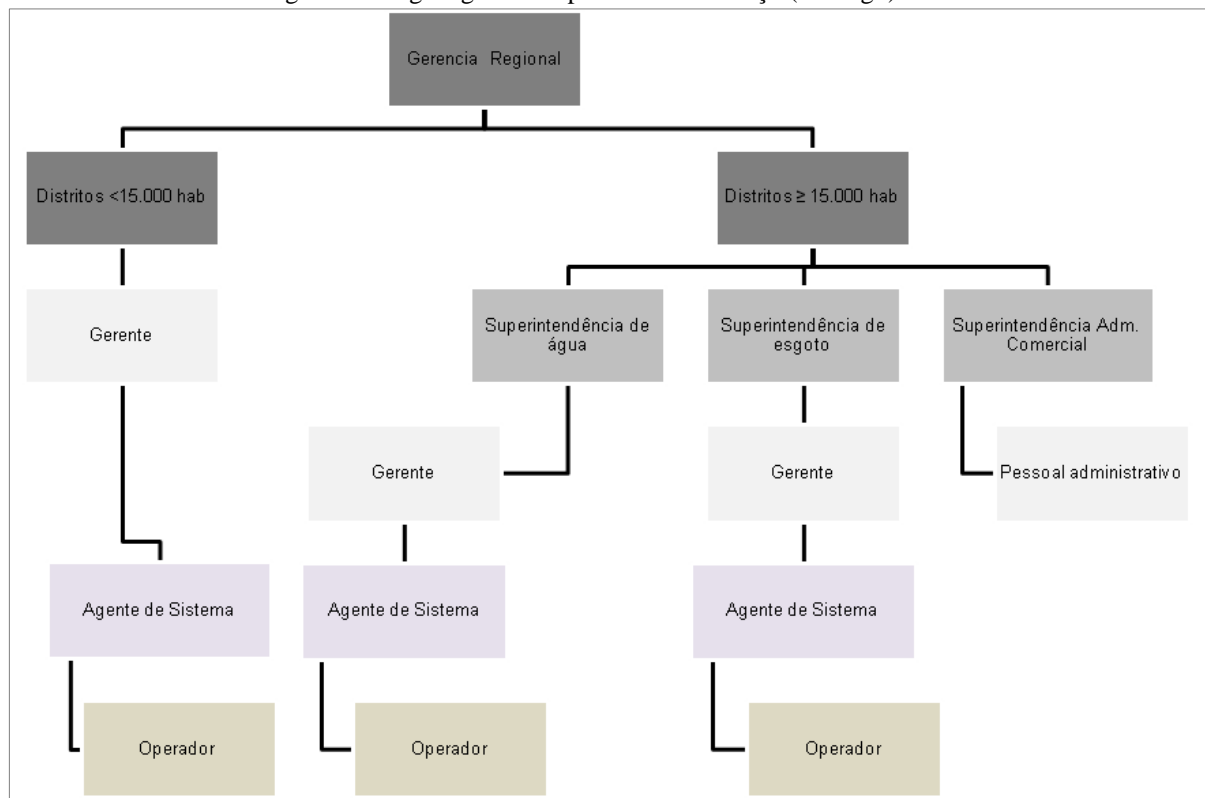 Gerencia Regional
Distritos <15.000 hab
Distritos ≥ 15.000 hab
Gerente
Superintendência de
água
Superintendência de
esgoto
Superintendência Adm.
Comercial
Gerente
Gerente
Pessoal administrativo
Agente de Sistema
Agente de Sistema
Agente de Sistema
Operador
Operador
Operador